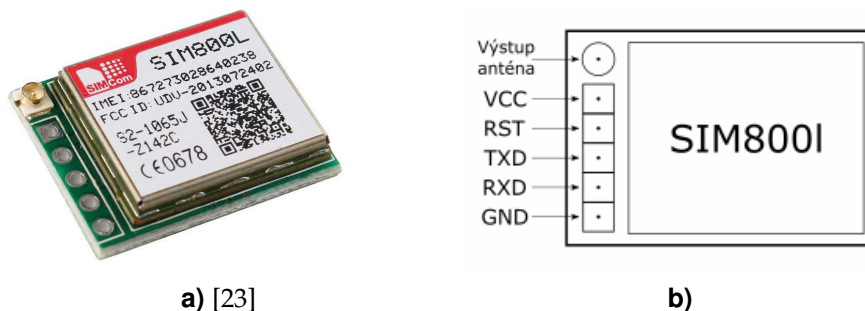 SIM800L
SIMCom
IMEI:867273028640238
FCC ID: UDV-2013072402
S2-1065J
-Z142C
CE0678
a) [23]
Výstup
anténa
VCC
RST
TXD
RXD
GND
SIM800l
b)